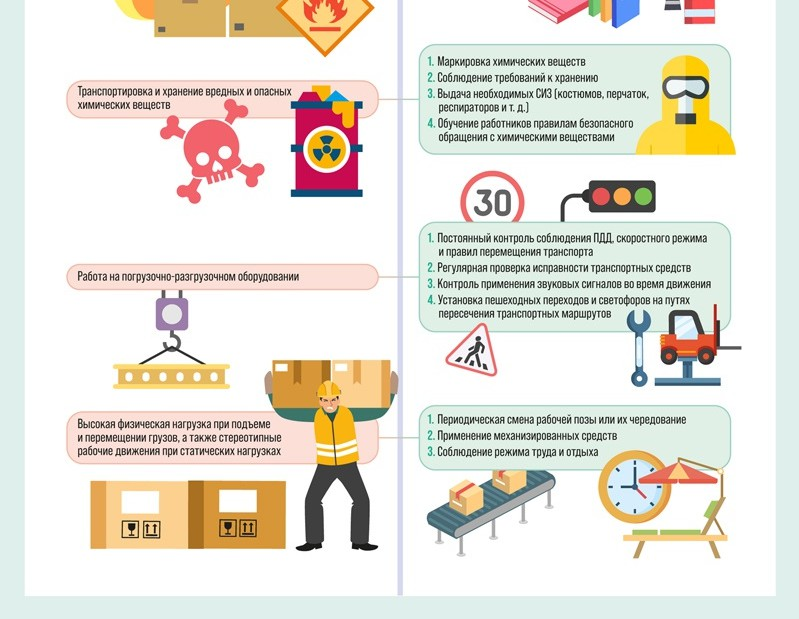 Транспортировка и хранение вредных и опасных
химических веществ
1. Маркировка химических веществ
2. Соблюдение требований к хранению
3. Выдача необходимых СИЗ (костюмов, перчаток,
респираторов и т. д.)
4. Обучение работников правилам безопасного
обращения с химическими веществами
30
Работа на погрузочно-разгрузочном оборудовании
1. Постоянный контроль соблюдения ПДД, скоростного режима
и правил перемещения транспорта
2. Регулярная проверка исправности транспортных средств
3. Контроль применения звуковых сигналов во время движения
4. Установка пешеходных переходов и светофоров на путях
пересечения транспортных маршрутов
Высокая физическая нагрузка при подъеме
и перемещении грузов, а также стереотипные
рабочие движения при статических нагрузках
1. Периодическая смена рабочей позы или их чередование
2. Применение механизированных средств
3. Соблюдение режима труда и отдыха